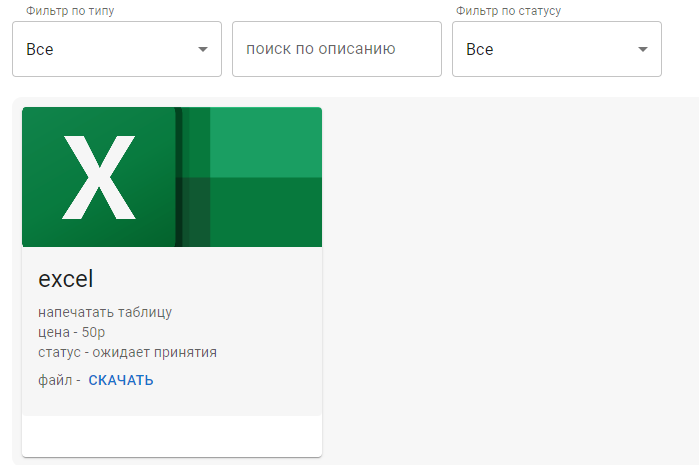 Фильтр по типу
Фильтр по статусу
Все
поиск по описанию
Все
X
excel
напечатать таблицу
цена - 50р
статус - ожидает принятия
файл - СКАЧАТЬ